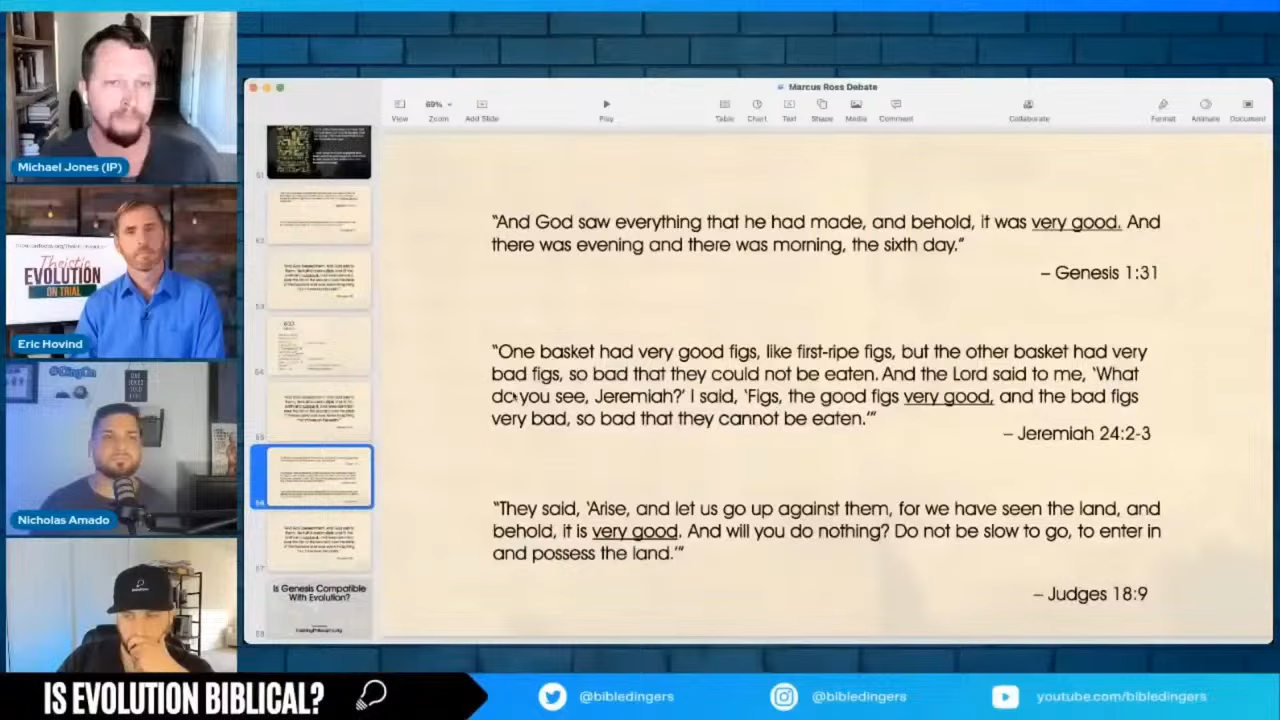 Marcus Ross Debate
69%
View
Zoom
Add Slide
Play
Table
Chart
Text
Shape
Media
Comment
Collaborate
Format
Animate
Document
Michael Jones (IP)
Theistic
EVOLUTION
ON TRIAL
Eric Hovind
Nicholas Amado
51
52
53
54
55
56
57
58
Is Genesis Compatible
With Evolution?
“And God saw everything that he had made, and behold, it was very good. And
there was evening and there was morning, the sixth day.”
– Genesis 1:31
“One basket had very good figs, like first-ripe figs, but the other basket had very
bad figs, so bad that they could not be eaten. And the Lord said to me, ‘What
do you see, Jeremiah?’ I said, ‘Figs, the good figs very good, and the bad figs
very bad, so bad that they cannot be eaten.’”
– Jeremiah 24:2-3
“They said, ‘Arise, and let us go up against them, for we have seen the land, and
behold, it is very good. And will you do nothing? Do not be slow to go, to enter in
and possess the land.’”
– Judges 18:9
IS EVOLUTION BIBLICAL?
@bibledingers
@bibledingers
youtube.com/bibledingers